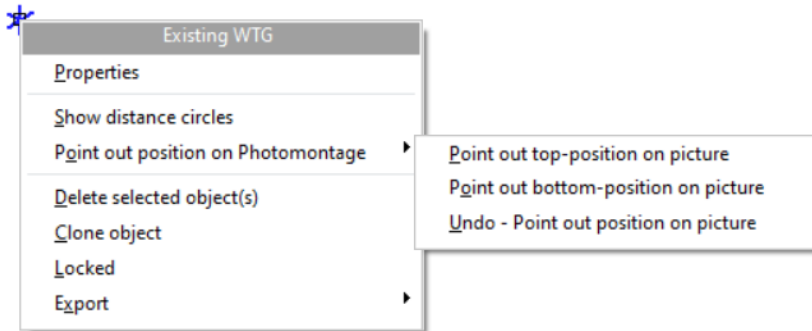 Existing WTG
Properties
Show distance circles
Point out position on Photomontage
Point out top-position on picture
Point out bottom-position on picture
Undo - Point out position on picture
Delete selected object(s)
Clone object
Locked
Export